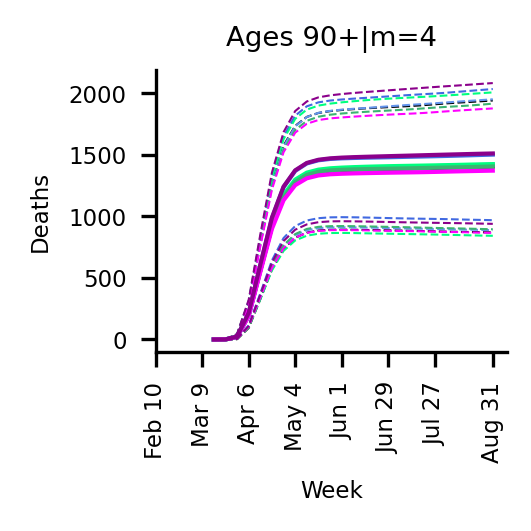 Ages 90+|m=4
Deaths
2000
1500
1000
500
0
Feb 10
Mar 9
Apr 6
May 4
Jun 1
Jun 29
Jul 27
Aug 31
Week